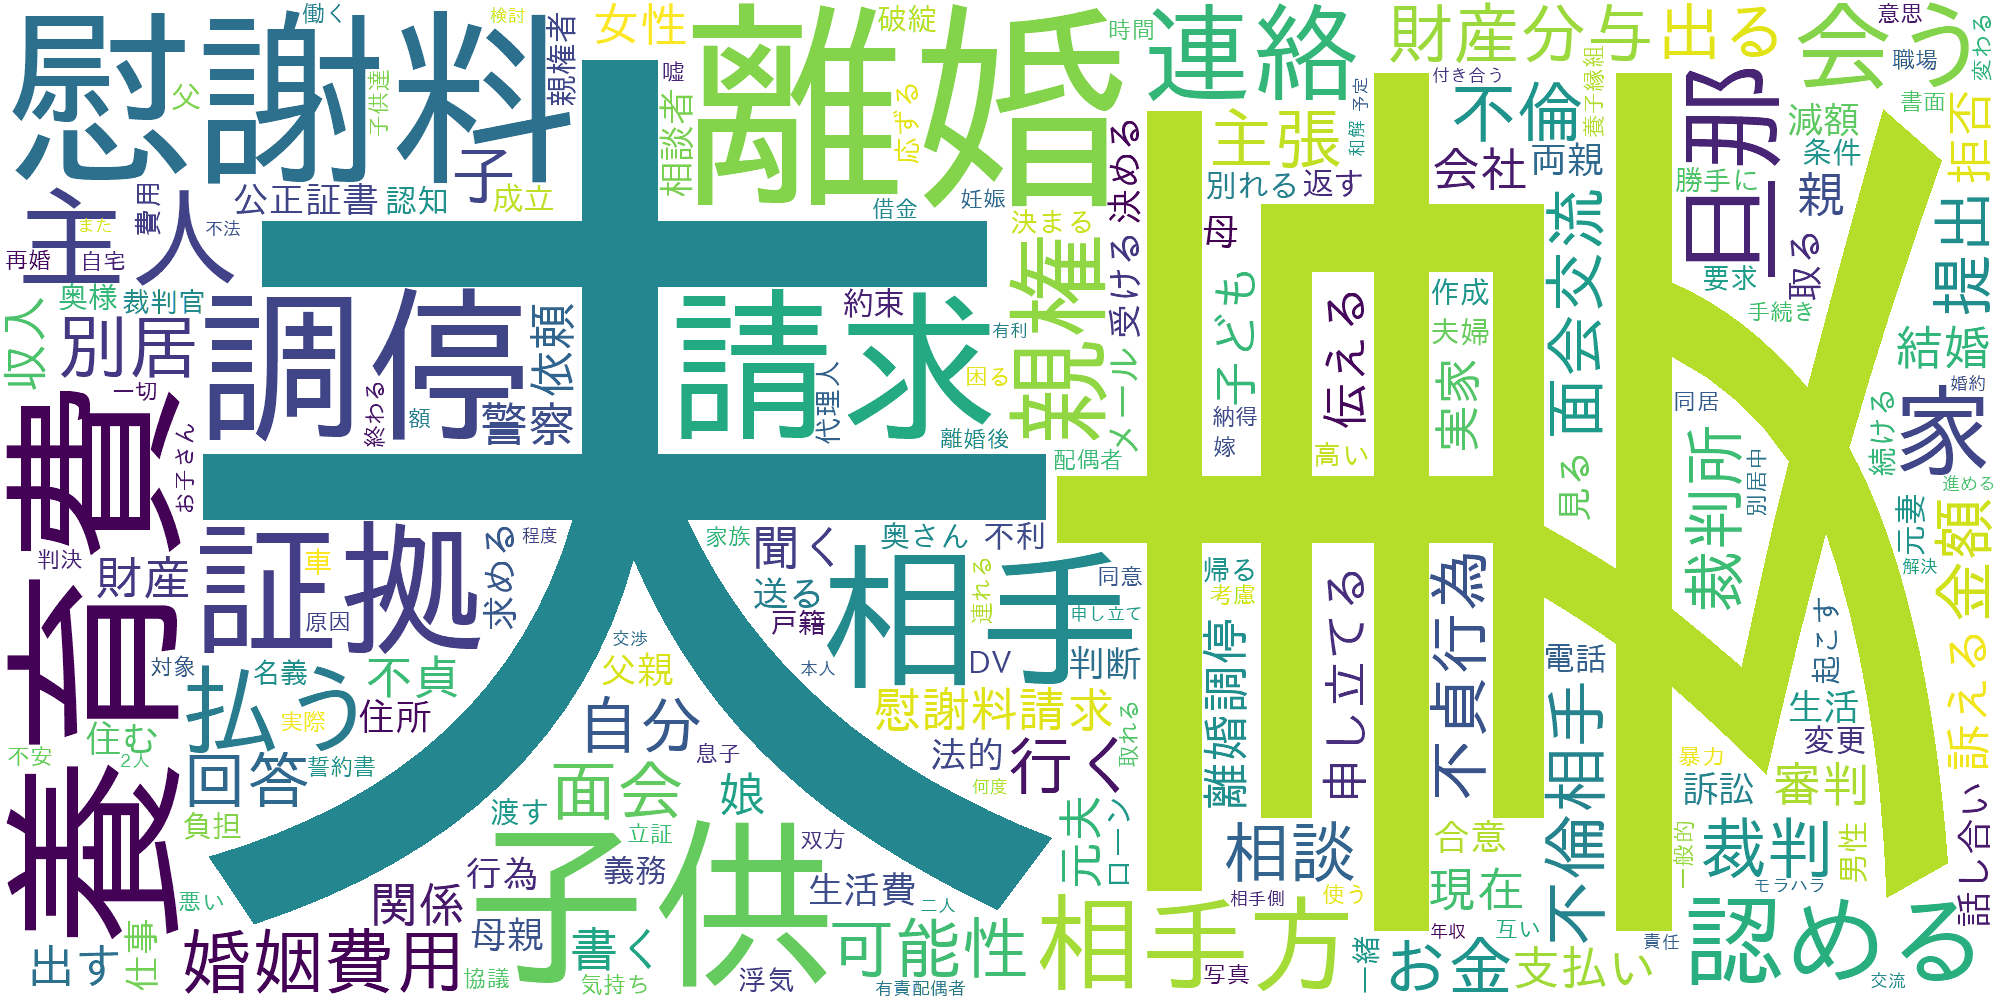 慰謝料
離婚
夫
妻
養育費
調停
請求
証拠
相手
子供
主人
旦那
連絡
財産分与
出る
会う
拒否
提出
減額
条件
親
勝手に
取る
要求
手続き
結婚
家
続ける
婚約
同居
裁判所
別居中
進める
元妻
金額
解決
訴える
起こす
生活
変更
暴力
訴訟
審判
裁判
男性
一般的
モラハラ
話し合い
認める
責任
交流
意思
職場
変わる
書面
付き合う
予定
和解
養子縁組
不倫
主張
会社
両親
別れる
返す
決める
受ける
母
子ども
納得
嫁
高い
伝える
作成
夫婦
実家
面会交流
見る
帰る
考慮
離婚調停
申し立てる
不貞行為
電話
不倫相手
相談
合意
現在
相手側
使う
年収
互い
相手方
写真
一緒
お金
支払い
女性
破綻
時間
働く
検討
親権者
嘘
父
子供達
相談者
応ずる
子
公正証書
認知
成立
費用
また
不法
借金
妊娠
決まる
再婚
自宅
奥様
裁判官
収入
別居
一切
お子さん
終わる
額
警察
依頼
約束
有利
困る
代理人
離婚後
親権
メール
配偶者
判決
財産
車
原因
求める
程度
家族
聞く
奥さん
不利
送る
戸籍
連れる
同意
申し立て
対象
名義
不貞
払う
実際
住所
住む
不安
2人
回答
誓約書
負担
交渉
父親
本人
DV
判断
慰謝料請求
自分
息子
法的
行く
取れる
何度
面会
娘
渡す
立証
双方
元夫
ローン
悪い
行為
義務
生活費
二人
関係
母親
書く
可能性
出す
仕事
婚姻費用
協議
気持ち
浮気
有責配偶者